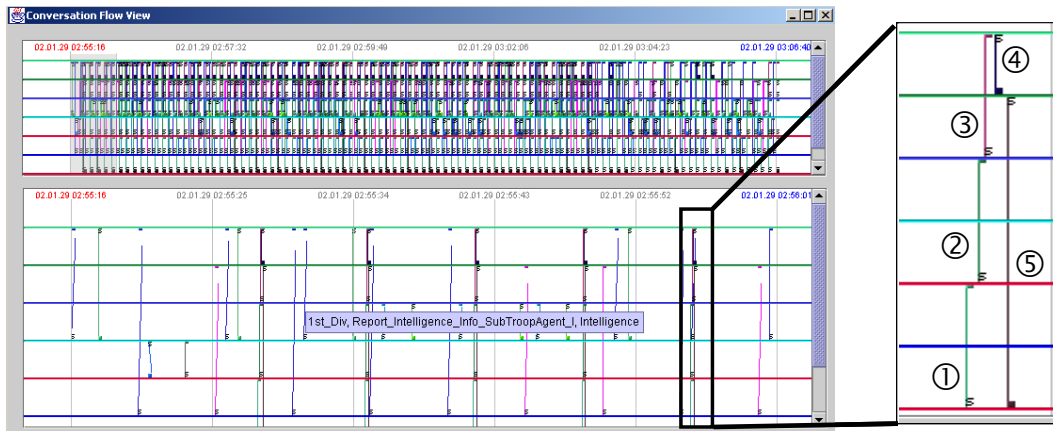 Conversation Flow View
02.01.29 02:55:16 02.01.29 02:57:32 02.01.29 02:59:49 02.01.29 03:02:06 02.01.29 03:04:23 02.01.29 03:06:40
02.01.29 02:55:16 02.01.29 02:55:25 02.01.29 02:55:34 02.01.29 02:55:43 02.01.29 02:55:52 02.01.29 02:56:01
1st_Div, Report_Intelligence_Info_SubTroopAgent_I, Intelligence
④
③
②
⑤
①